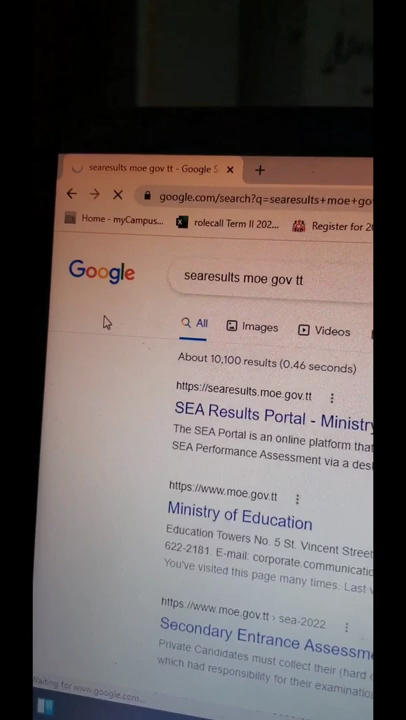 searesults moe gov tt - Google S
google.com/search?q=searesults+moe+go
Home - myCampus...
rolecall Term II 202...
Register for 20
Google
searesults moe gov tt
All
Images
Videos
About 10,100 results (0.46 seconds)
https://searesults.moe.gov.tt
SEA Results Portal - Ministry
The SEA Portal is an online platform that
SEA Performance Assessment via a des
https://www.moe.gov.tt
Ministry of Education
Education Towers No. 5 St. Vincent Street
622-2181. E-mail: corporate.communicatio
You've visited this page many times. Last v
https://www.moe.gov.tt › sea-2022
Secondary Entrance Assessm
Private Candidates must collect their (hard
which had responsibility for their examinatio
Waiting for www.google.com...